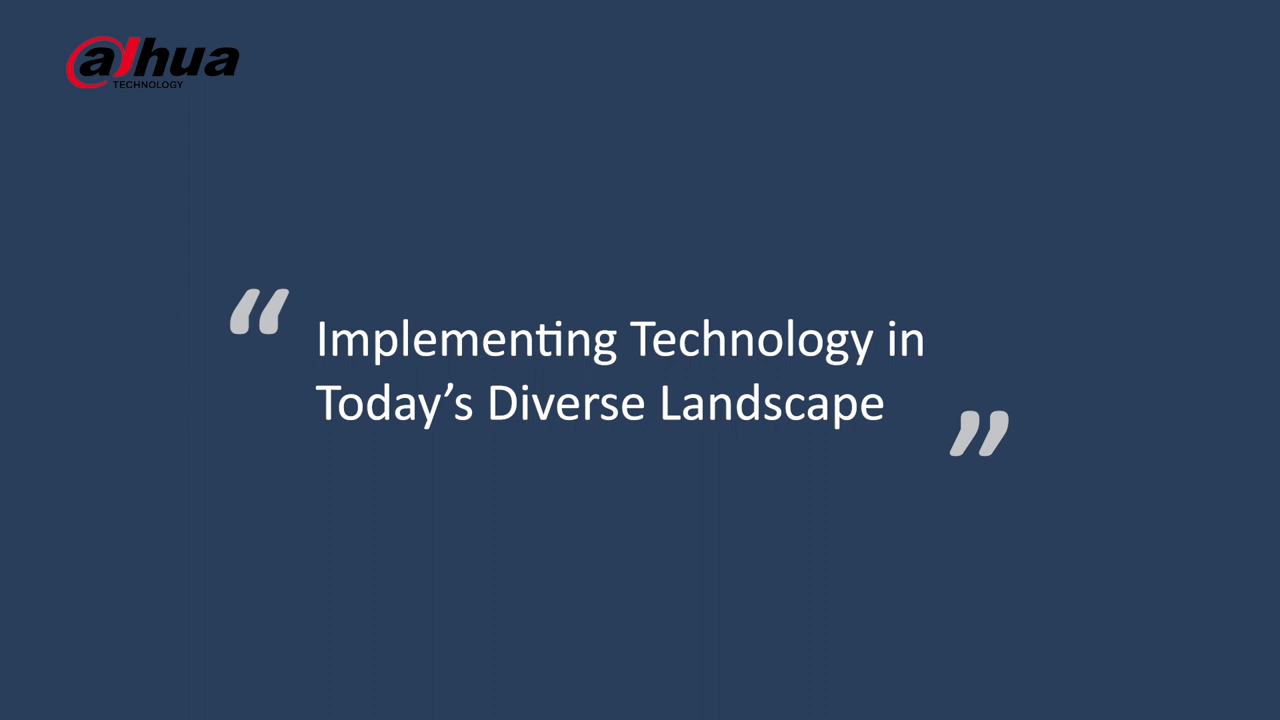 alhua
TECHNOLOGY
“ Implementing Technology in
Today’s Diverse Landscape ”